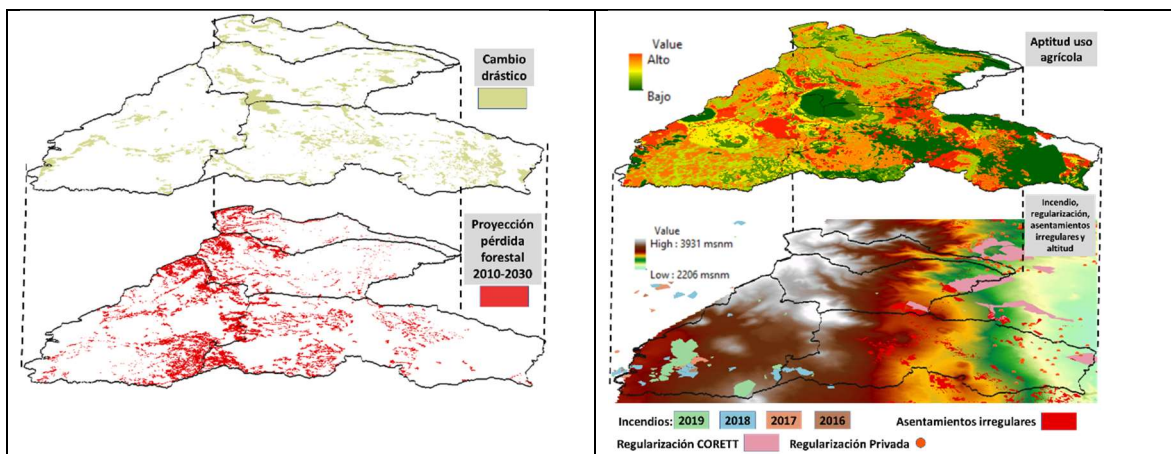 Cambio
drástico
Proyección
pérdida
forestal
2010-2030
Value
Alto
Bajo
Aptitud uso
agrícola
Value
High : 3931 msnm
Low : 2206 msnm
Incendio,
regularización,
asentamientos
irregulares y
altitud
Incendios: 2019 2018 2017 2016 Asentamientos irregulares
Regularización CORETT Regularización Privada